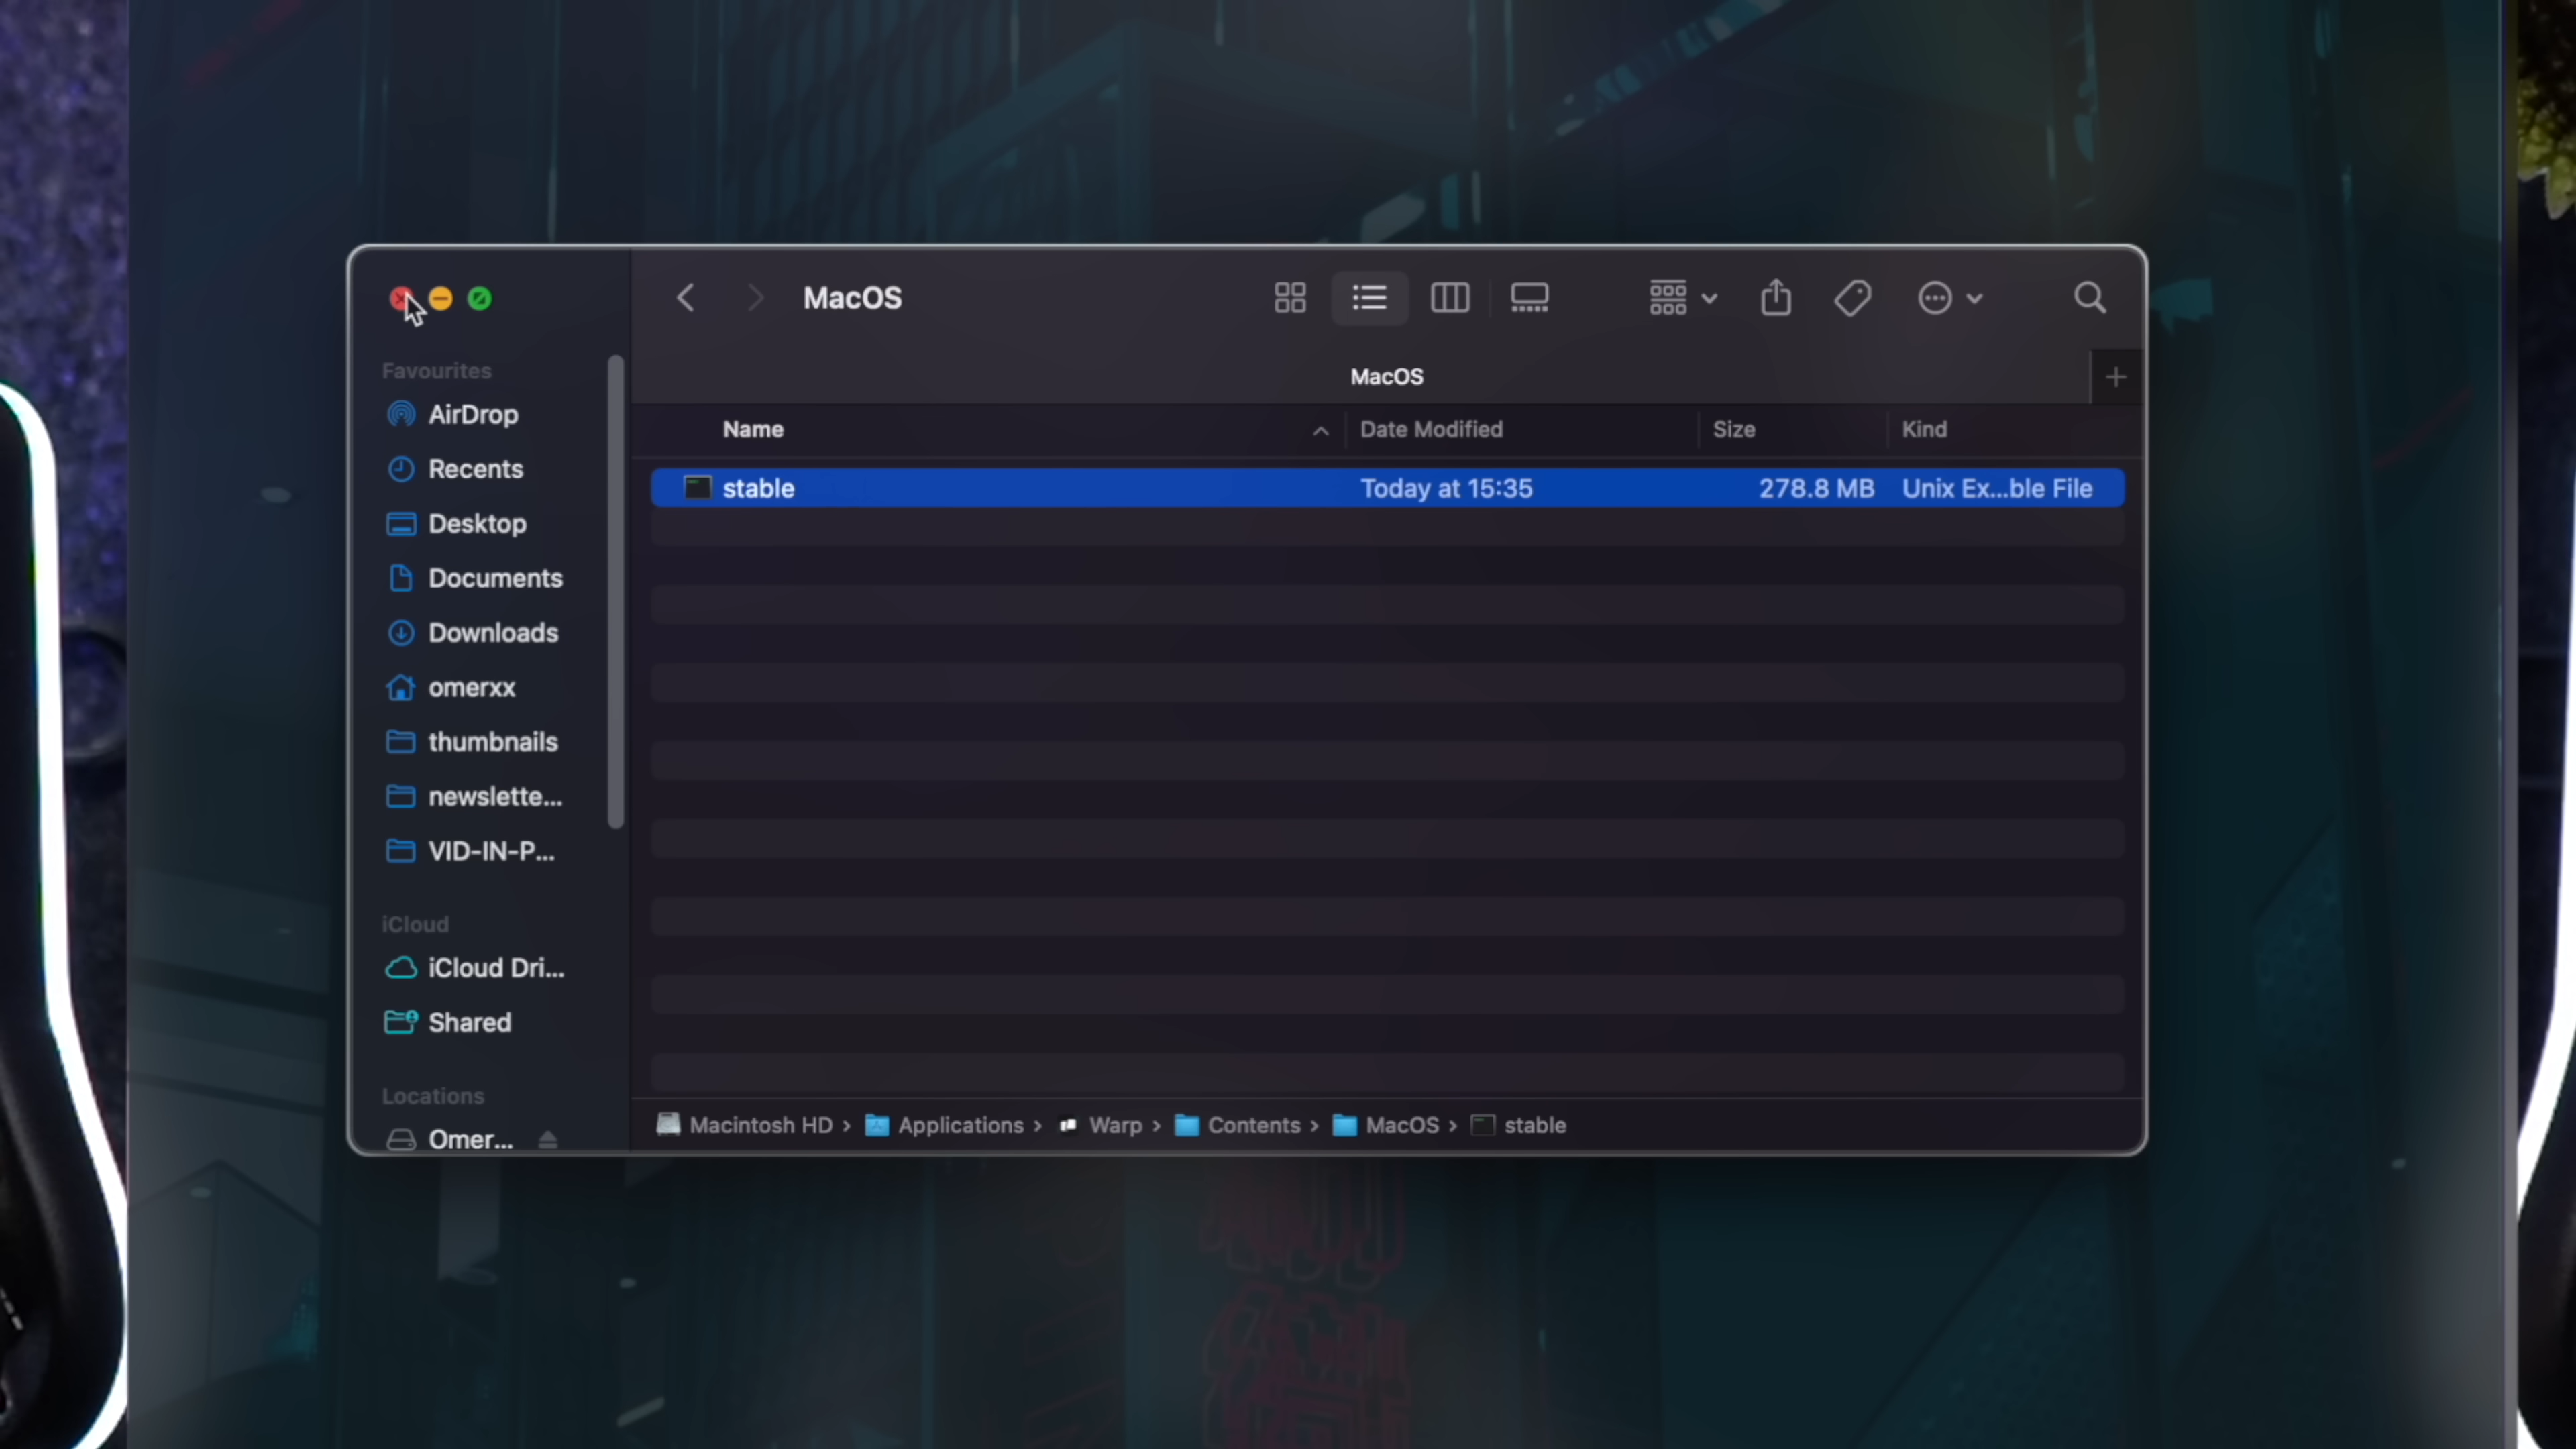 MacOS
MacOS
Favourites
AirDrop
Recents
Desktop
Documents
Downloads
omerxx
thumbnails
newslette...
VID-IN-P...
iCloud
iCloud Dri...
Shared
Locations
Omer...
Name Date Modified Size Kind
stable Today at 15:35 278.8 MB Unix Ex...ble File
Macintosh HD › Applications › Warp › Contents › MacOS › stable